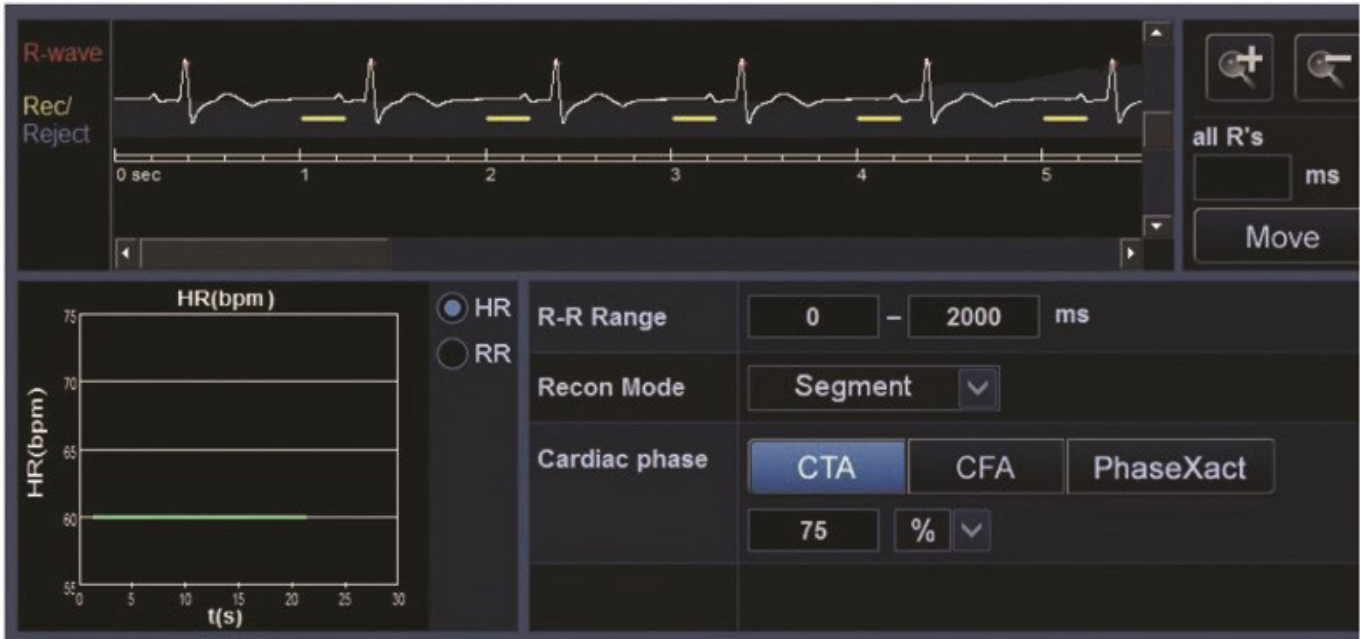 R-wave
Rec/
Reject
0 sec 1 2 3 4 5
all R's
ms
Move
HR(bpm)
75
70
65
60
55
HR(bpm)
0 5 10 15 20 25 30
t(s)
HR
RR
R-R Range 0 – 2000 ms
Recon Mode Segment
Cardiac phase CTA CFA PhaseXact
75 %